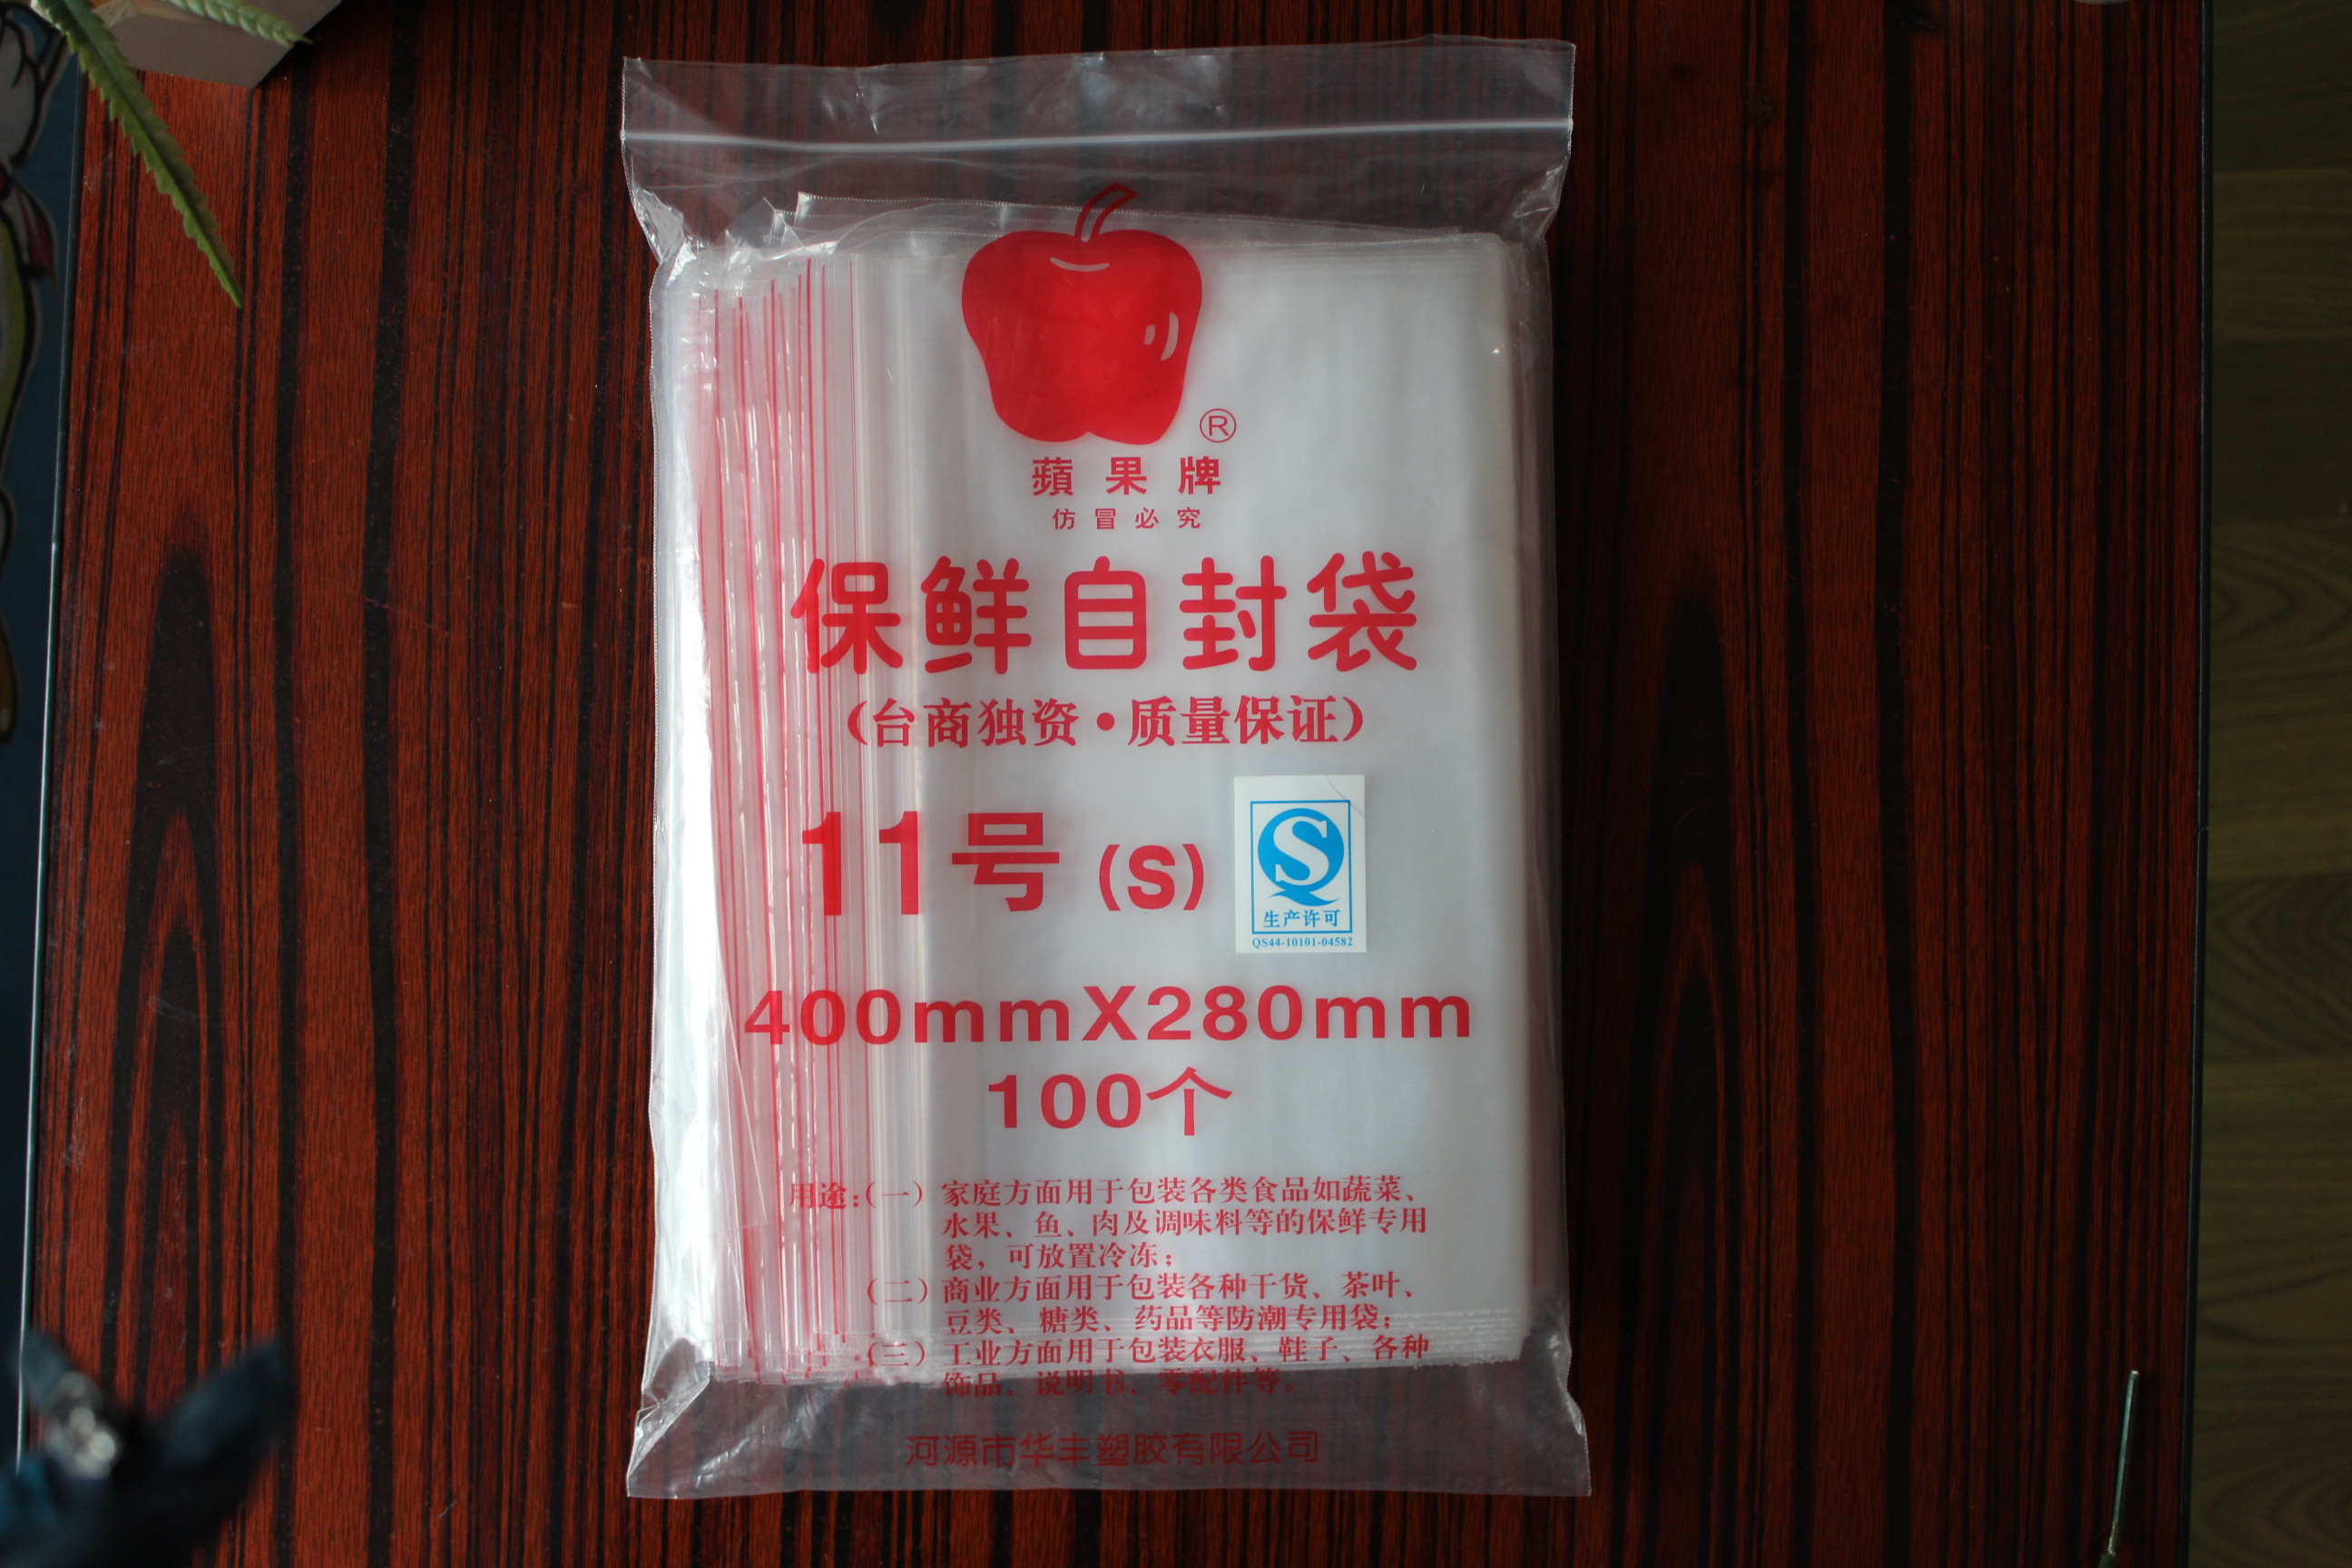 ®
蘋果牌
仿冒必究
保鲜自封袋
(台商独资·质量保证)
11号 (S)
QS
生产许可
QS44-10101-04582
400mmX280mm
100个
用途:(一) 家庭方面用于包装各类食品如蔬菜、
水果、鱼、肉及调味料等的保鲜专用
袋，可放置冷冻;
(二) 商业方面用于包装各种干货、茶叶、
豆类、糖类、药品等防潮专用袋;
(三) 工业方面用于包装衣服、鞋子、各种
饰品、说明书、零配件等。
河源市华丰塑胶有限公司